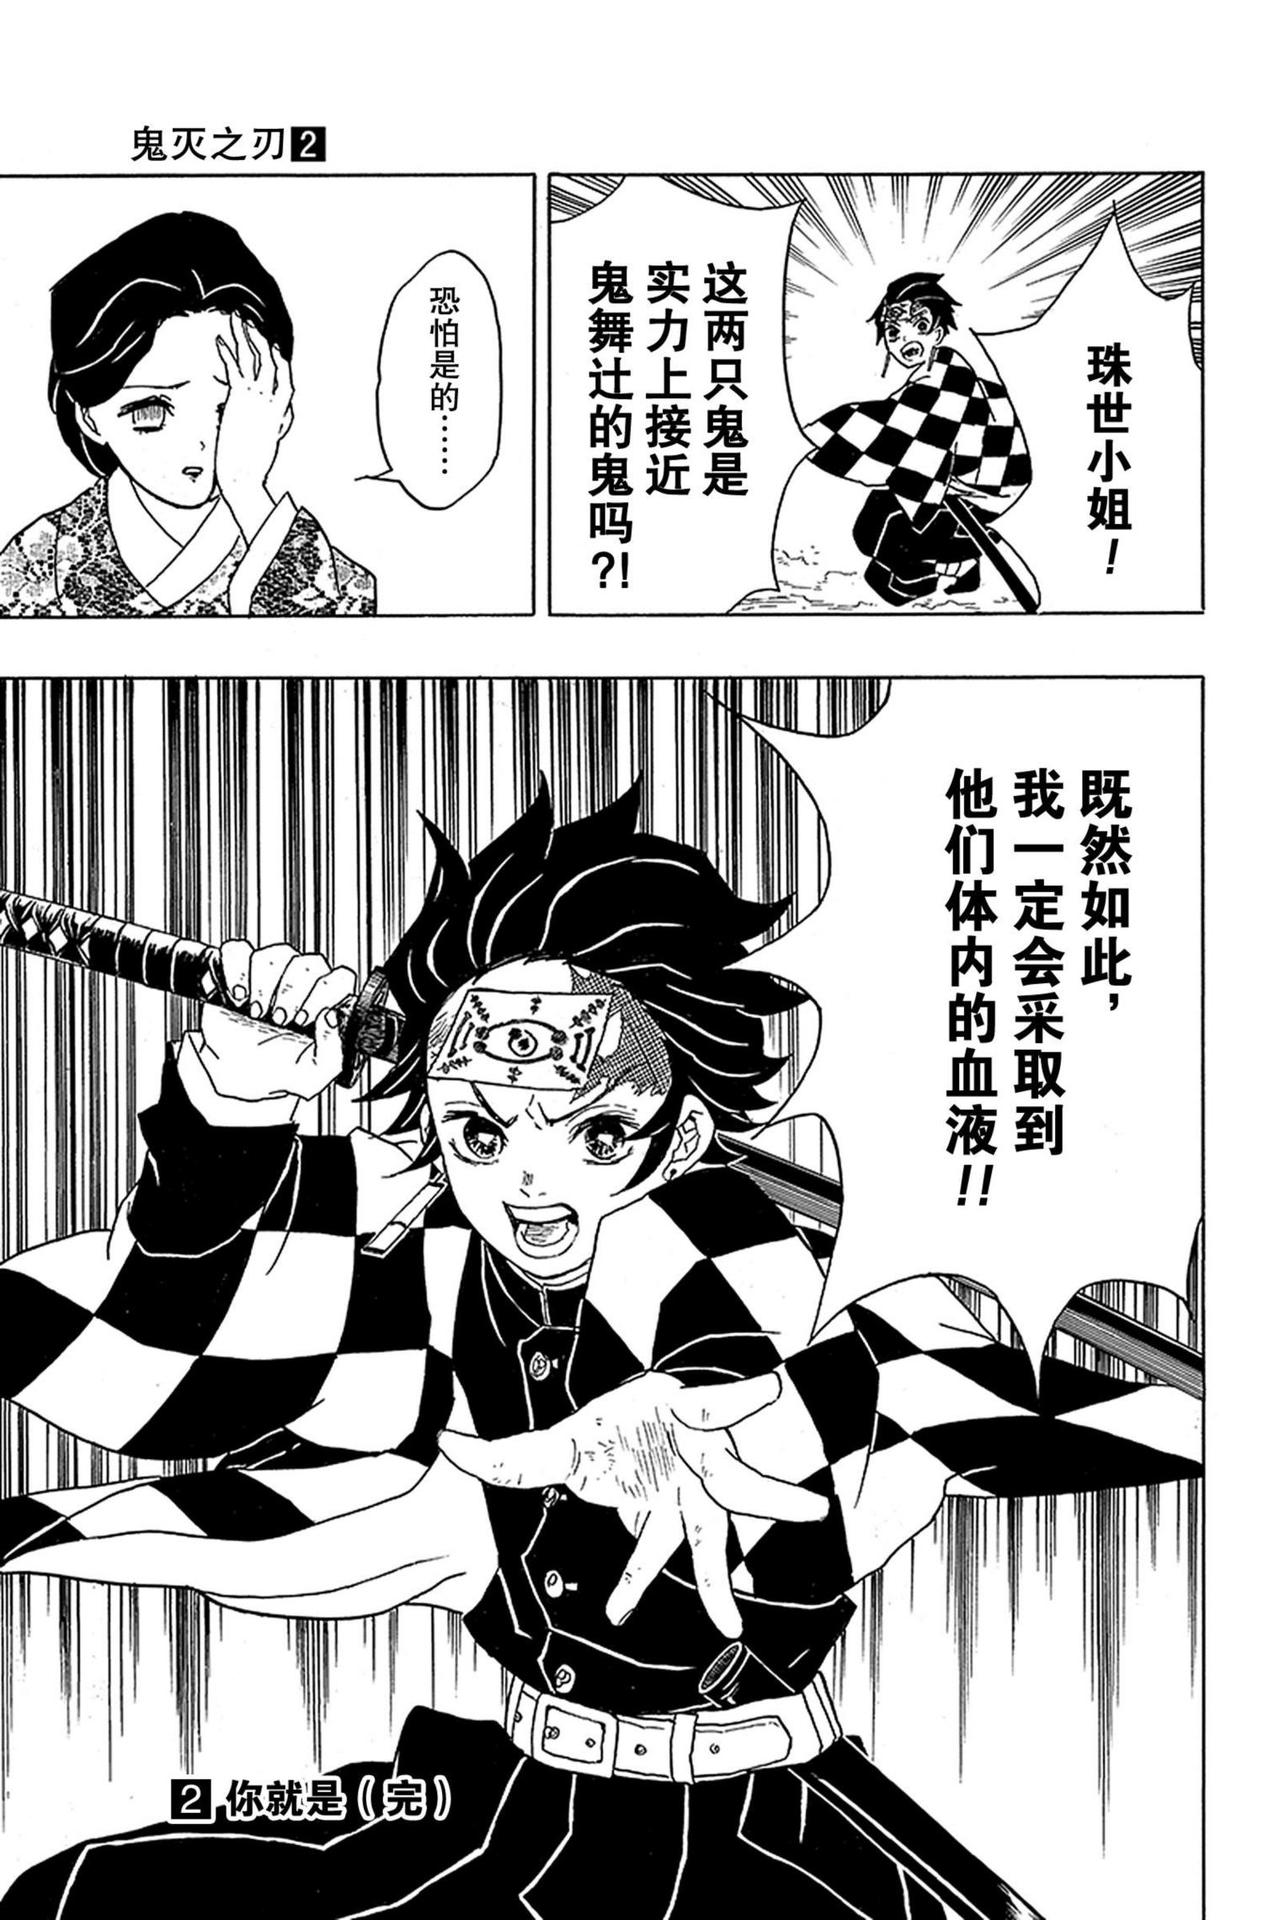 鬼灭之刃2
珠世小姐！
这两只鬼是
实力上接近
鬼舞辻的鬼吗?!
恐怕是的……
既然如此，
我一定会采取到
他们体内的血液!!
2 你就是（完）